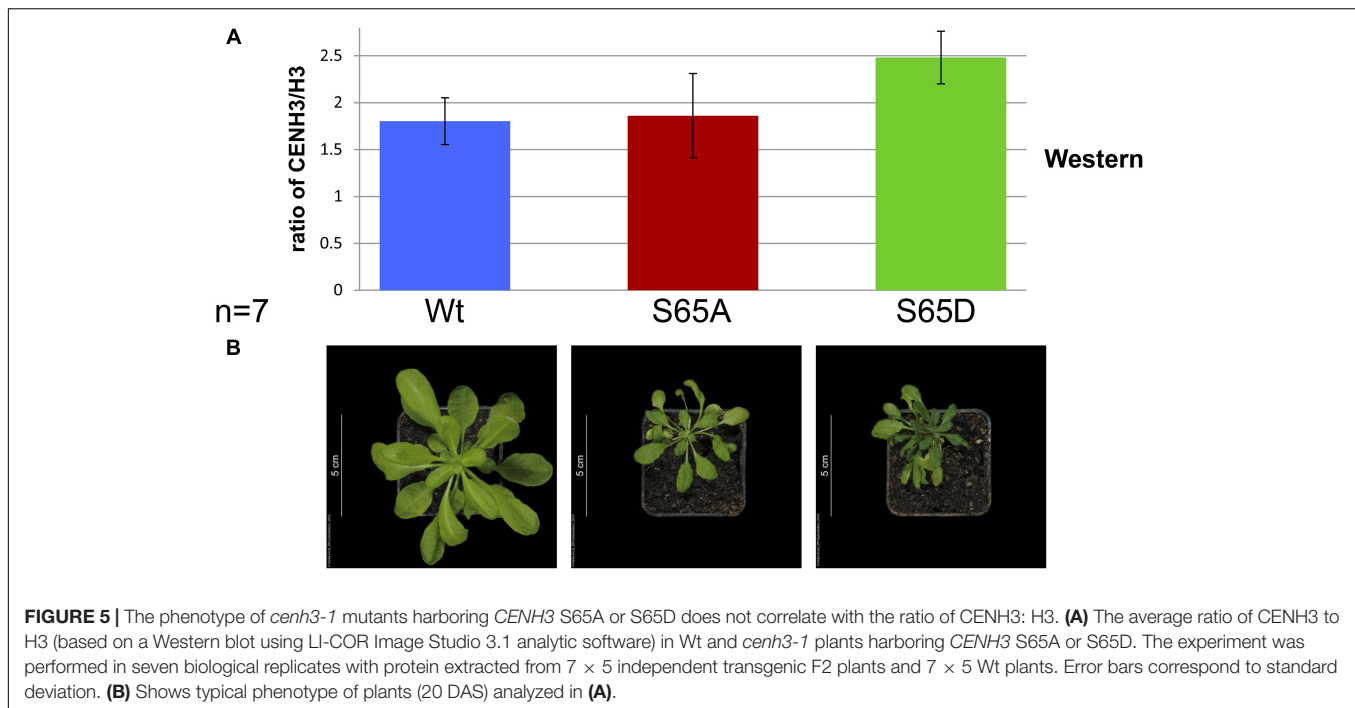 A
ratio of CENH3/H3
2.5
2
1.5
1
0.5
0
Western
n=7 Wt S65A S65D
B
5 cm
5 cm
5 cm
FIGURE 5 | The phenotype of cenh3-1 mutants harboring CENH3 S65A or S65D does not correlate with the ratio of CENH3: H3. (A) The average ratio of CENH3 to
H3 (based on a Western blot using LI-COR Image Studio 3.1 analytic software) in Wt and cenh3-1 plants harboring CENH3 S65A or S65D. The experiment was
performed in seven biological replicates with protein extracted from 7 × 5 independent transgenic F2 plants and 7 × 5 Wt plants. Error bars correspond to standard
deviation. (B) Shows typical phenotype of plants (20 DAS) analyzed in (A).